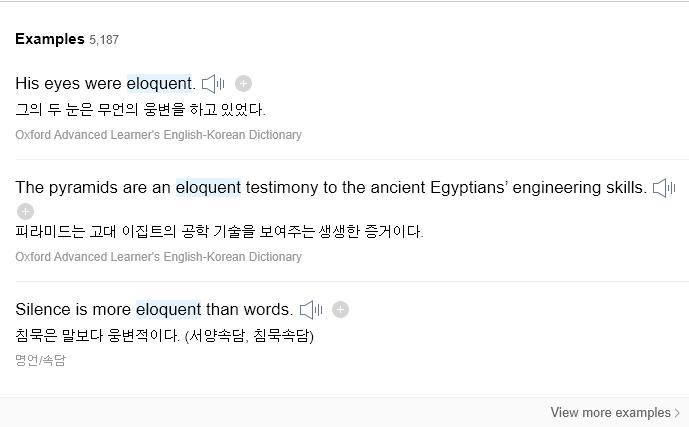 Examples 5,187
His eyes were eloquent.
그의 두 눈은 무언의 웅변을 하고 있었다.
Oxford Advanced Learner's English-Korean Dictionary
The pyramids are an eloquent testimony to the ancient Egyptians’ engineering skills.
피라미드는 고대 이집트의 공학 기술을 보여주는 생생한 증거이다.
Oxford Advanced Learner's English-Korean Dictionary
Silence is more eloquent than words.
침묵은 말보다 웅변적이다. (서양속담, 침묵속담)
명언/속담
View more examples